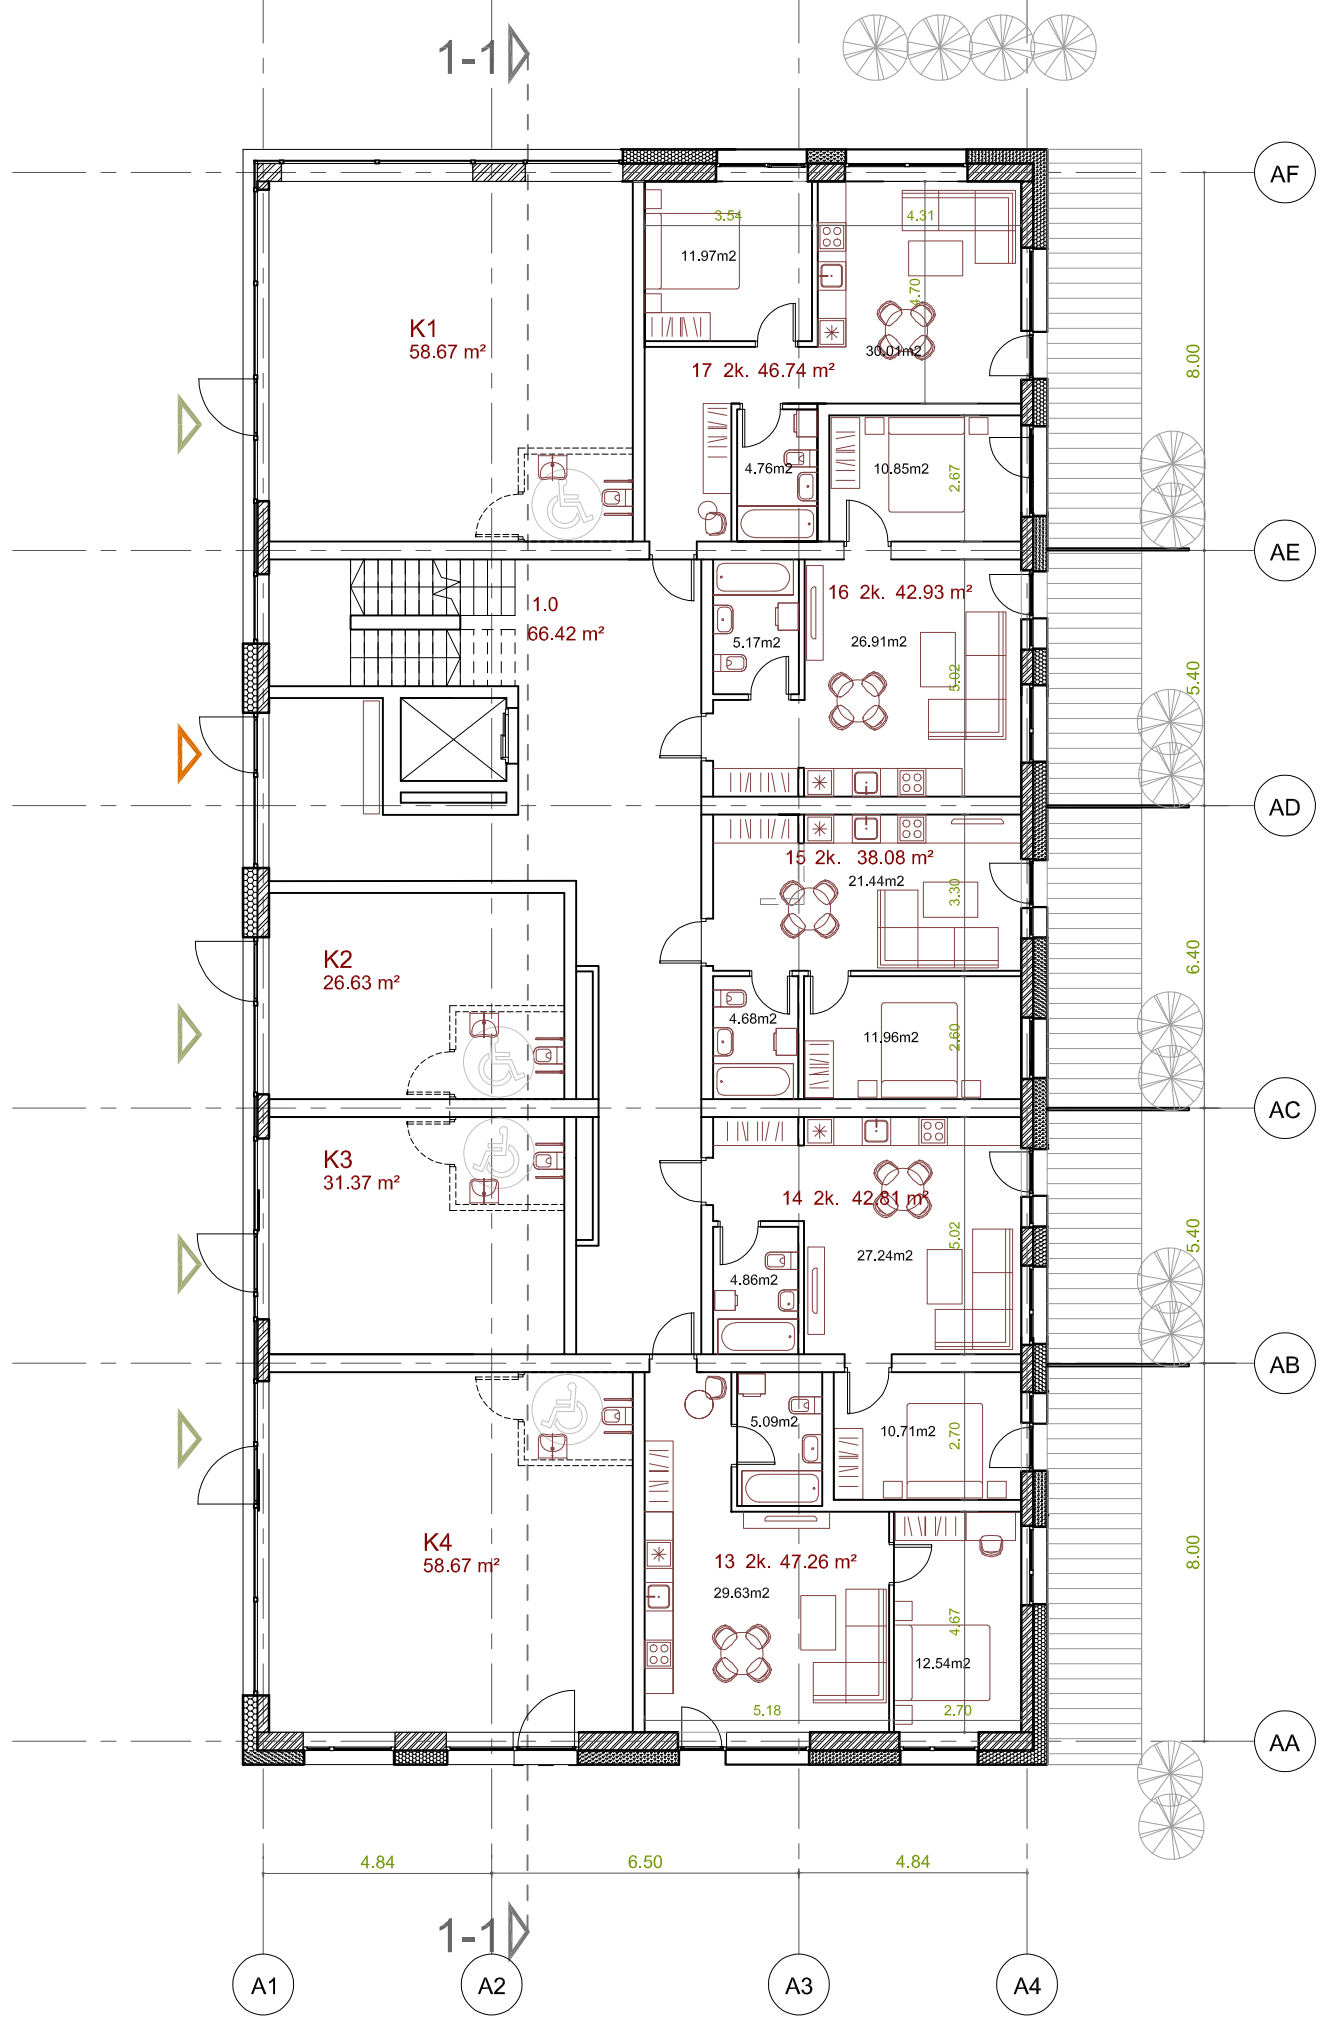 1-1
AF
3.54
4.31
11.97m2
4.70
K1
58.67 m²
30.01m2
17 2k. 46.74 m²
8.00
4.76m2
10.85m2
2.67
AE
1.0
66.42 m²
16 2k. 42.93 m²
5.17m2
26.91m2
5.02
5.40
AD
15 2k. 38.08 m²
21.44m2
3.30
K2
26.63 m²
6.40
4.68m2
11.96m2
2.60
AC
K3
31.37 m²
14 2k. 42.81 m²
27.24m2
5.02
5.40
4.86m2
AB
5.09m2
10.71m2
2.70
K4
58.67 m²
13 2k. 47.26 m²
29.63m2
8.00
4.67
12.54m2
5.18
2.70
AA
4.84
6.50
4.84
1-1
A1
A2
A3
A4